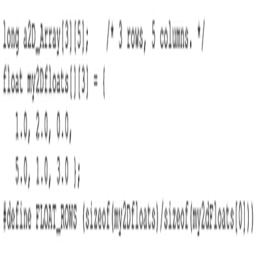 long a2D_Array[3][5];   /* 3 rows, 5 columns. */
float my2Dfloats[][3] = {
  1.0, 2.0, 0.0,
  5.0, 1.0, 3.0 };
#define FLOAT_ROWS (sizeof(my2Dfloats)/sizeof(my2dFloats[0]))